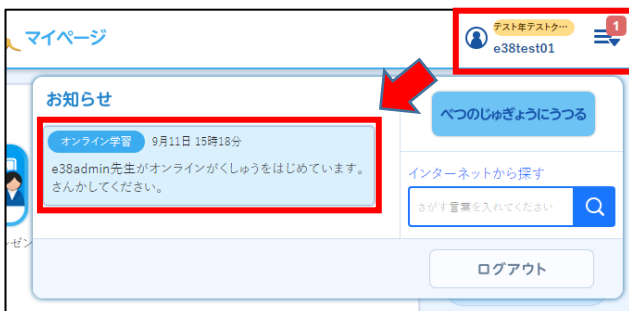 マイページ
テスト年テストク…
e38test01
1
お知らせ
オンライン学習 9月11日 15時18分
e38admin先生がオンラインがくしゅうをはじめています。
さんかしてください。
べつのじゅぎょうにうつる
インターネットから探す
さがす言葉を入れてください
ログアウト
ゼン